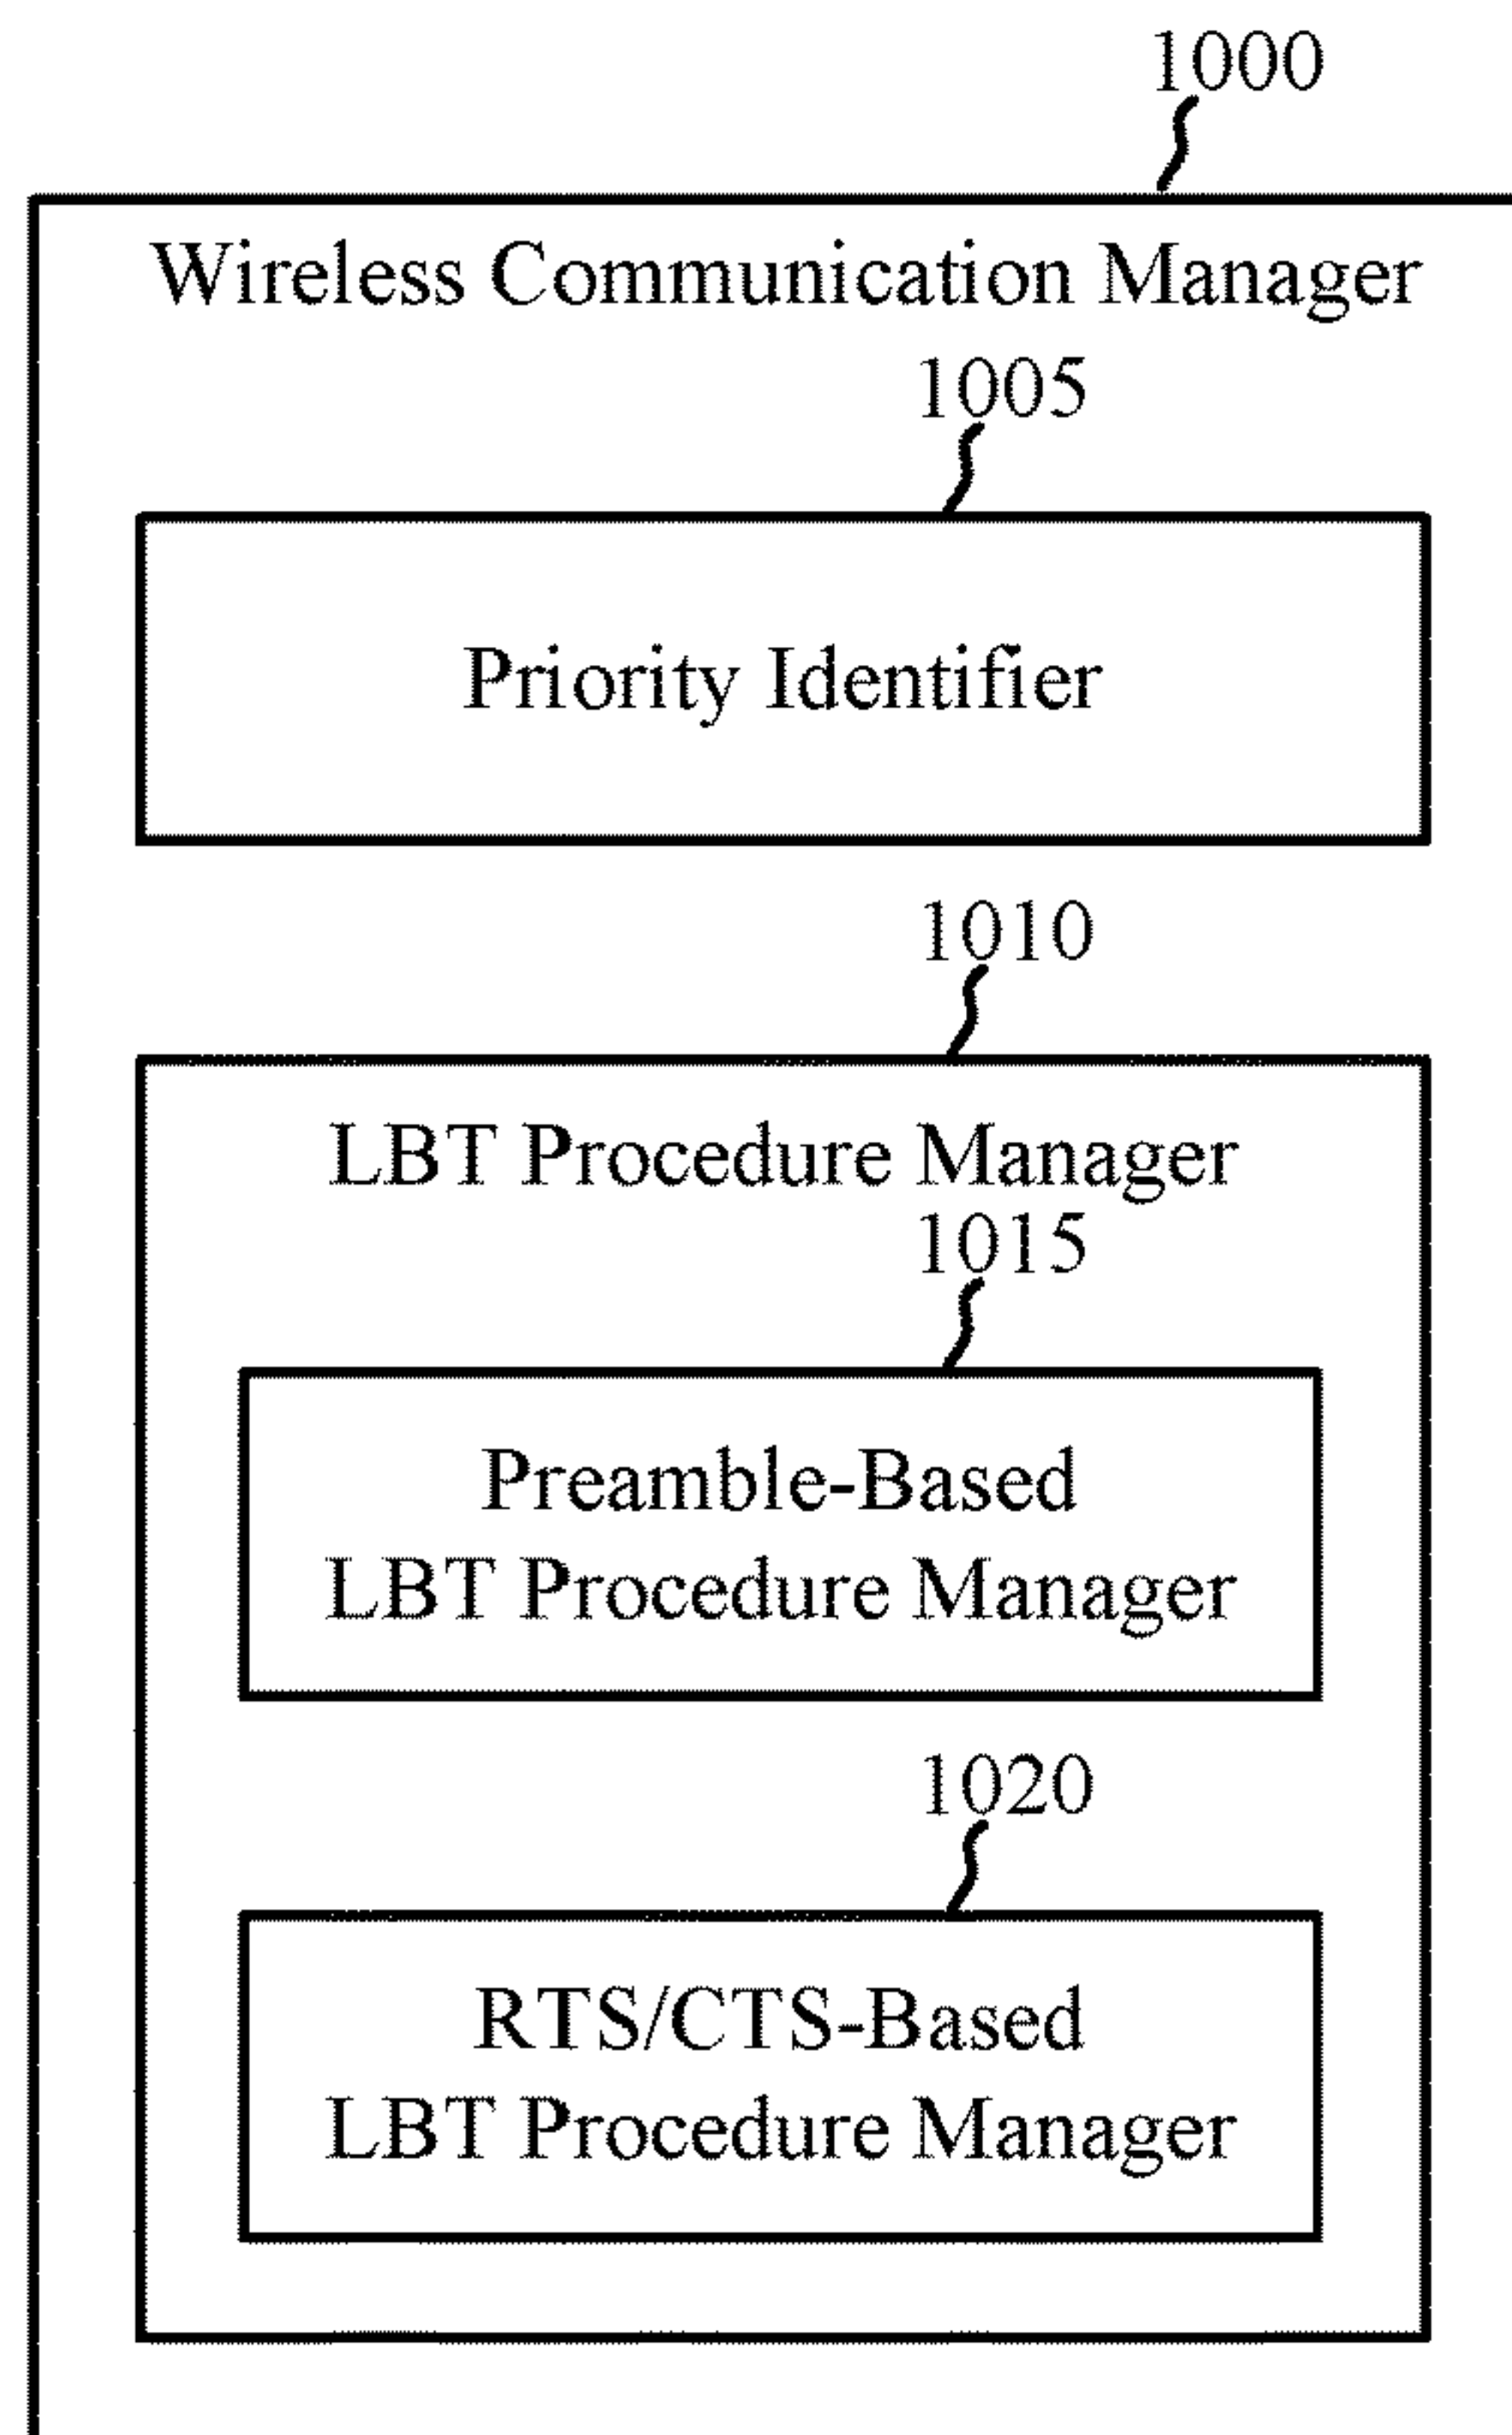 1000
Wireless Communication Manager
1005
Priority Identifier
1010
LBT Procedure Manager
1015
Preamble-Based
LBT Procedure Manager
1020
RTS/CTS-Based
LBT Procedure Manager